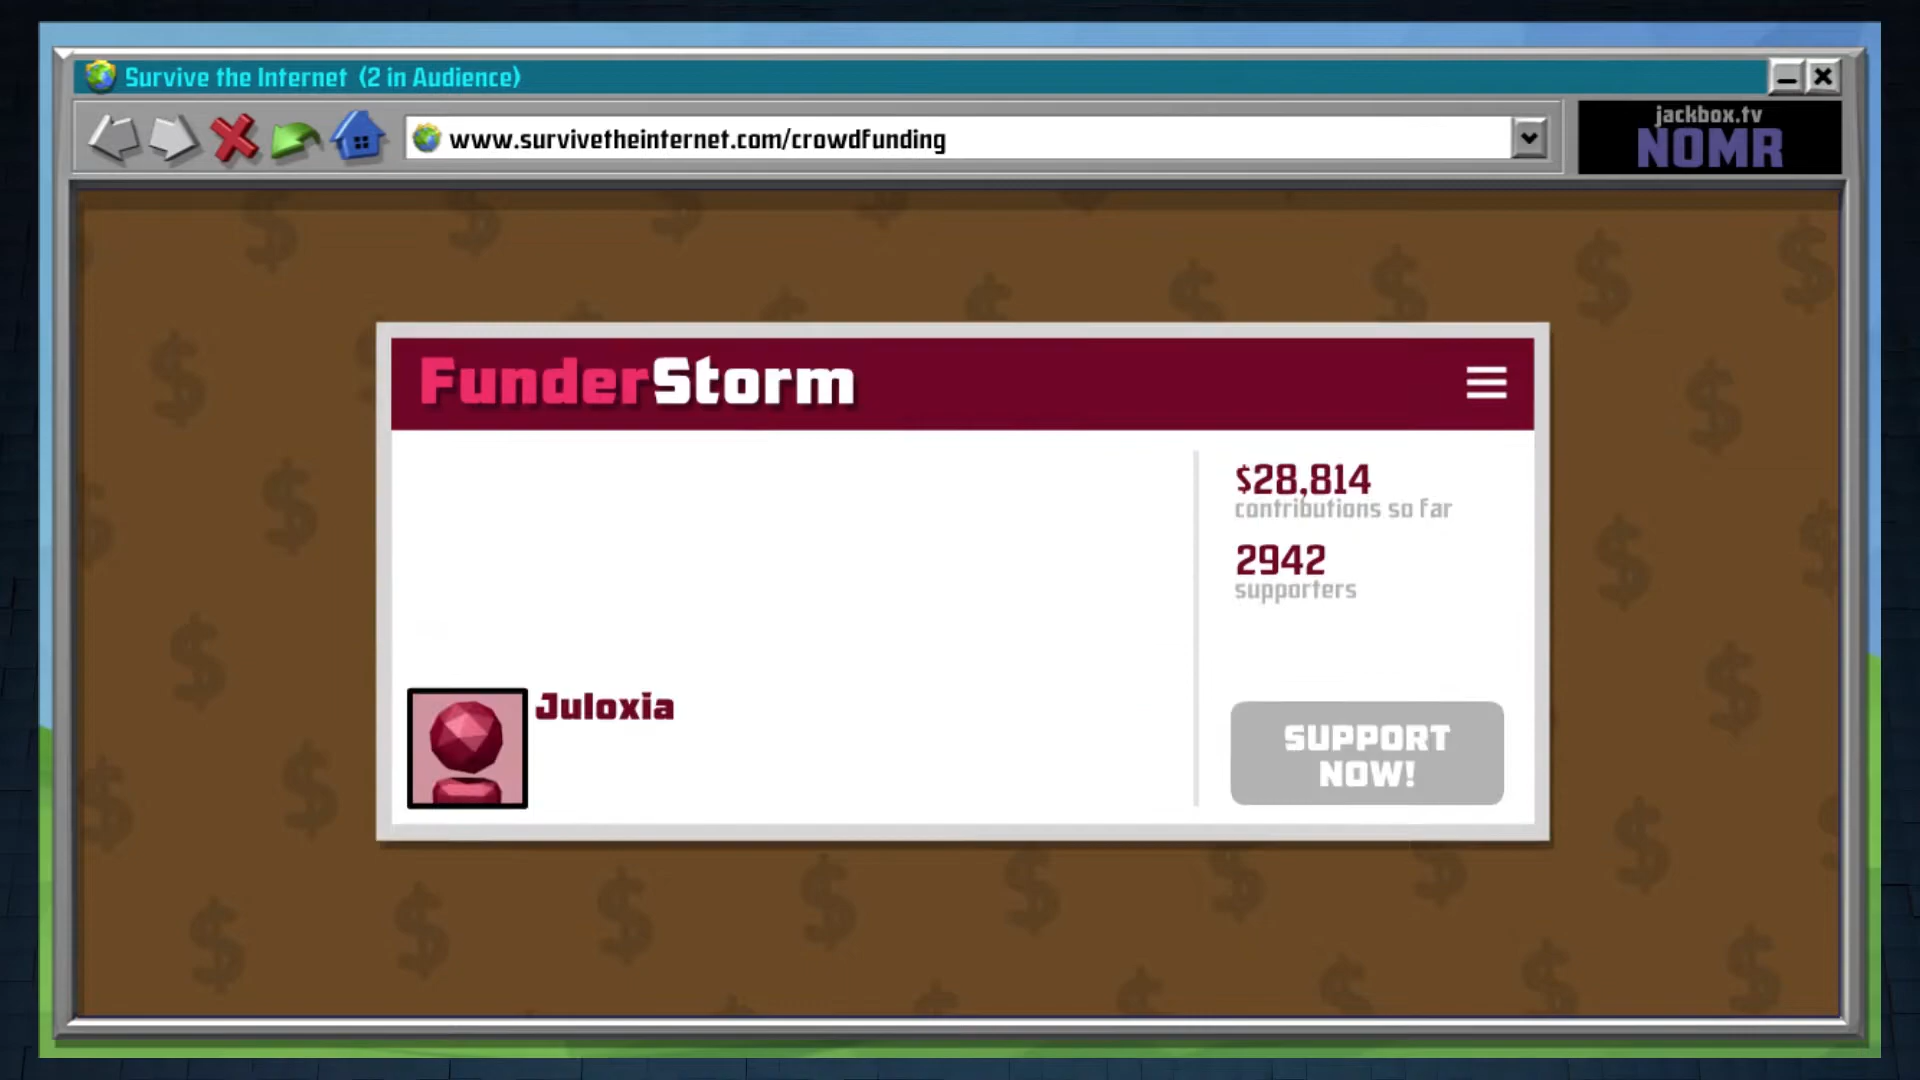 Survive the Internet (2 in Audience)
www.survivetheinternet.com/crowdfunding
jackbox.tv
NOMR
FunderStorm
$28,814
contributions so far
2942
supporters
Juloxia
SUPPORT
NOW!